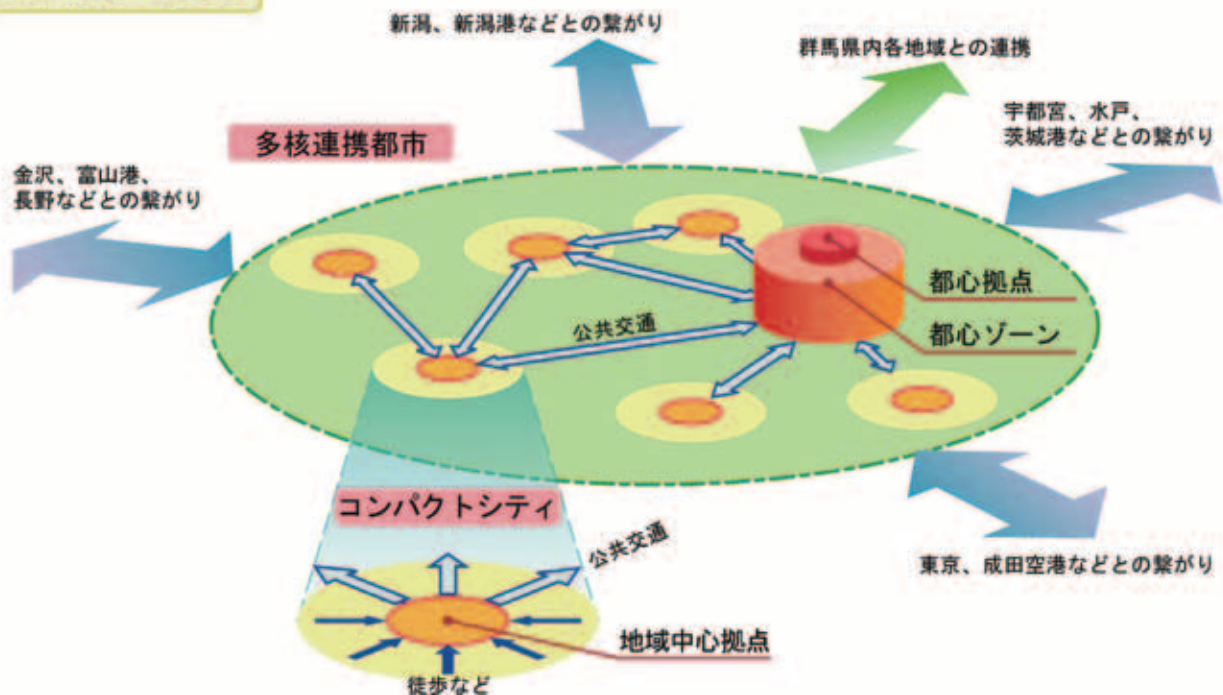 新潟、新潟港などとの繋がり
群馬県内各地域との連携
宇都宮、水戸、
茨城港などとの繋がり
多核連携都市
金沢、富山港、
長野などとの繋がり
都心拠点
都心ゾーン
公共交通
コンパクトシティ
公共交通
東京、成田空港などとの繋がり
地域中心拠点
徒歩など